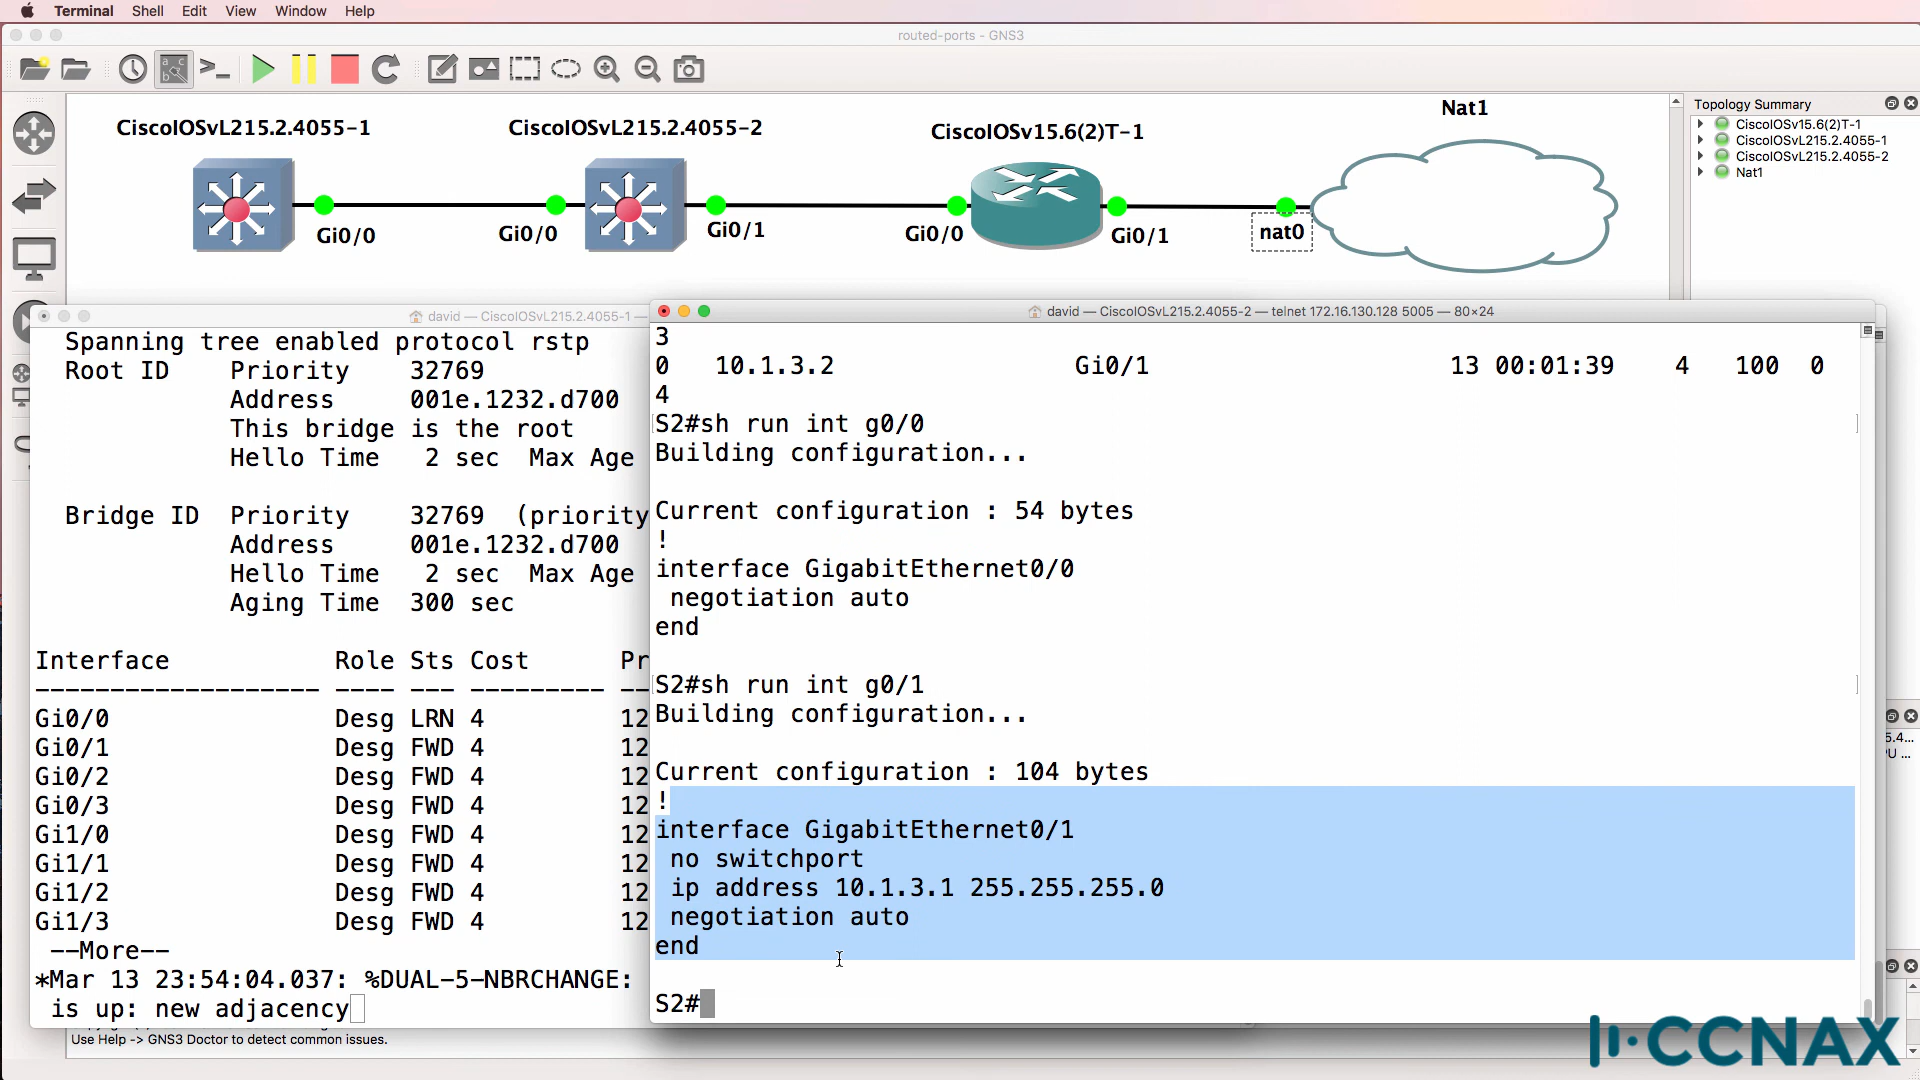 Terminal Shell Edit View Window Help
routed-ports - GNS3
CiscoIOSvL215.2.4055-1
CiscoIOSvL215.2.4055-2
CiscoIOSv15.6(2)T-1
Nat1
Gi0/0
Gi0/0
Gi0/1
Gi0/0
Gi0/1
nat0
Topology Summary
CiscoIOSv15.6(2)T-1
CiscoIOSvL215.2.4055-1
CiscoIOSvL215.2.4055-2
Nat1
david — CiscoIOSvL215.2.4055-1 —
Spanning tree enabled protocol rstp
Root ID Priority 32769
Address 001e.1232.d700
This bridge is the root
Hello Time 2 sec Max Age
Bridge ID Priority 32769 (priority
Address 001e.1232.d700
Hello Time 2 sec Max Age
Aging Time 300 sec
Interface Role Sts Cost Pr
------------------- ---- --- --------- --
Gi0/0 Desg LRN 4 12
Gi0/1 Desg FWD 4 12
Gi0/2 Desg FWD 4 12
Gi0/3 Desg FWD 4 12
Gi1/0 Desg FWD 4 12
Gi1/1 Desg FWD 4 12
Gi1/2 Desg FWD 4 12
Gi1/3 Desg FWD 4 12
--More--
*Mar 13 23:54:04.037: %DUAL-5-NBRCHANGE:
is up: new adjacency
david — CiscoIOSvL215.2.4055-2 — telnet 172.16.130.128 5005 — 80×24
3
0 10.1.3.2 Gi0/1 13 00:01:39 4 100 0
4
S2#sh run int g0/0
Building configuration...
Current configuration : 54 bytes
!
interface GigabitEthernet0/0
negotiation auto
end
S2#sh run int g0/1
Building configuration...
Current configuration : 104 bytes
!
interface GigabitEthernet0/1
no switchport
ip address 10.1.3.1 255.255.255.0
negotiation auto
end
S2#
5.4...
PU ...
Use Help -> GNS3 Doctor to detect common issues.
CCNAX